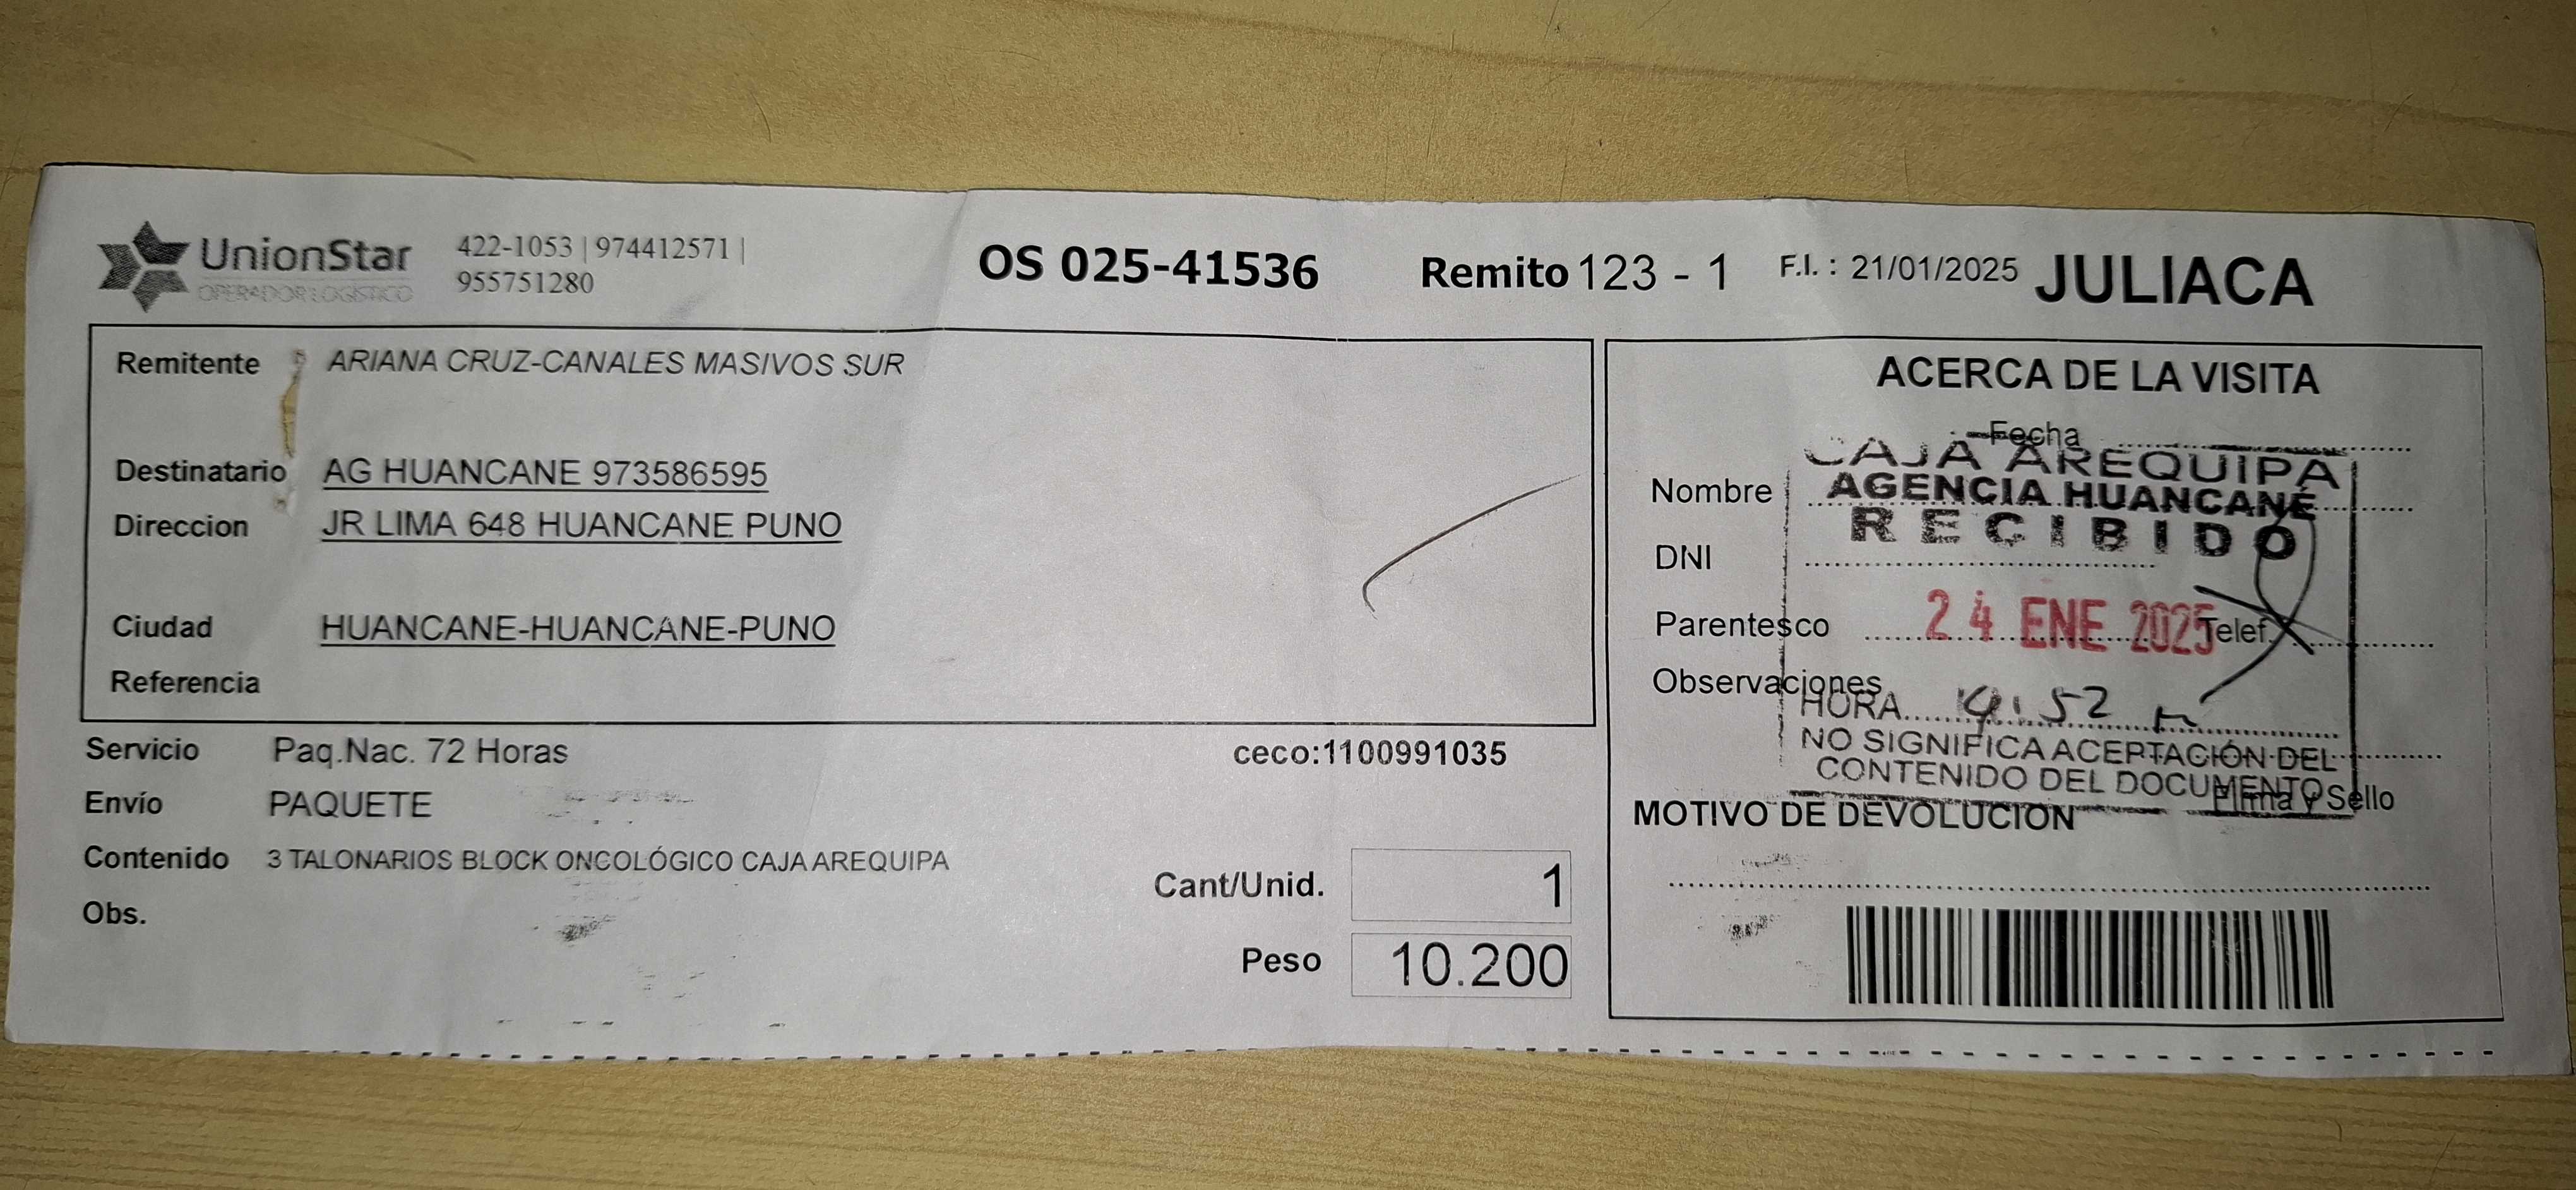 UnionStar
OPERADOR LOGÍSTICO
422-1053 | 974412571 |
955751280
OS 025-41536
Remito 123 - 1
F.I. : 21/01/2025
JULIACA
Remitente ARIANA CRUZ-CANALES MASIVOS SUR
Destinatario AG HUANCANE 973586595
Direccion JR LIMA 648 HUANCANE PUNO
Ciudad HUANCANE-HUANCANE-PUNO
Referencia
Servicio Paq.Nac. 72 Horas
ceco:1100991035
Envío PAQUETE
Contenido 3 TALONARIOS BLOCK ONCOLÓGICO CAJA AREQUIPA
Obs.
Cant/Unid. 1
Peso 10.200
ACERCA DE LA VISITA
Fecha
Nombre
DNI
Parentesco
Telef.
Observaciones
Firma y Sello
CAJA AREQUIPA
AGENCIA HUANCANÉ
RECIBIDO
24 ENE 2025
HORA
NO SIGNIFICA ACEPTACIÓN DEL
CONTENIDO DEL DOCUMENTO
MOTIVO DE DEVOLUCION